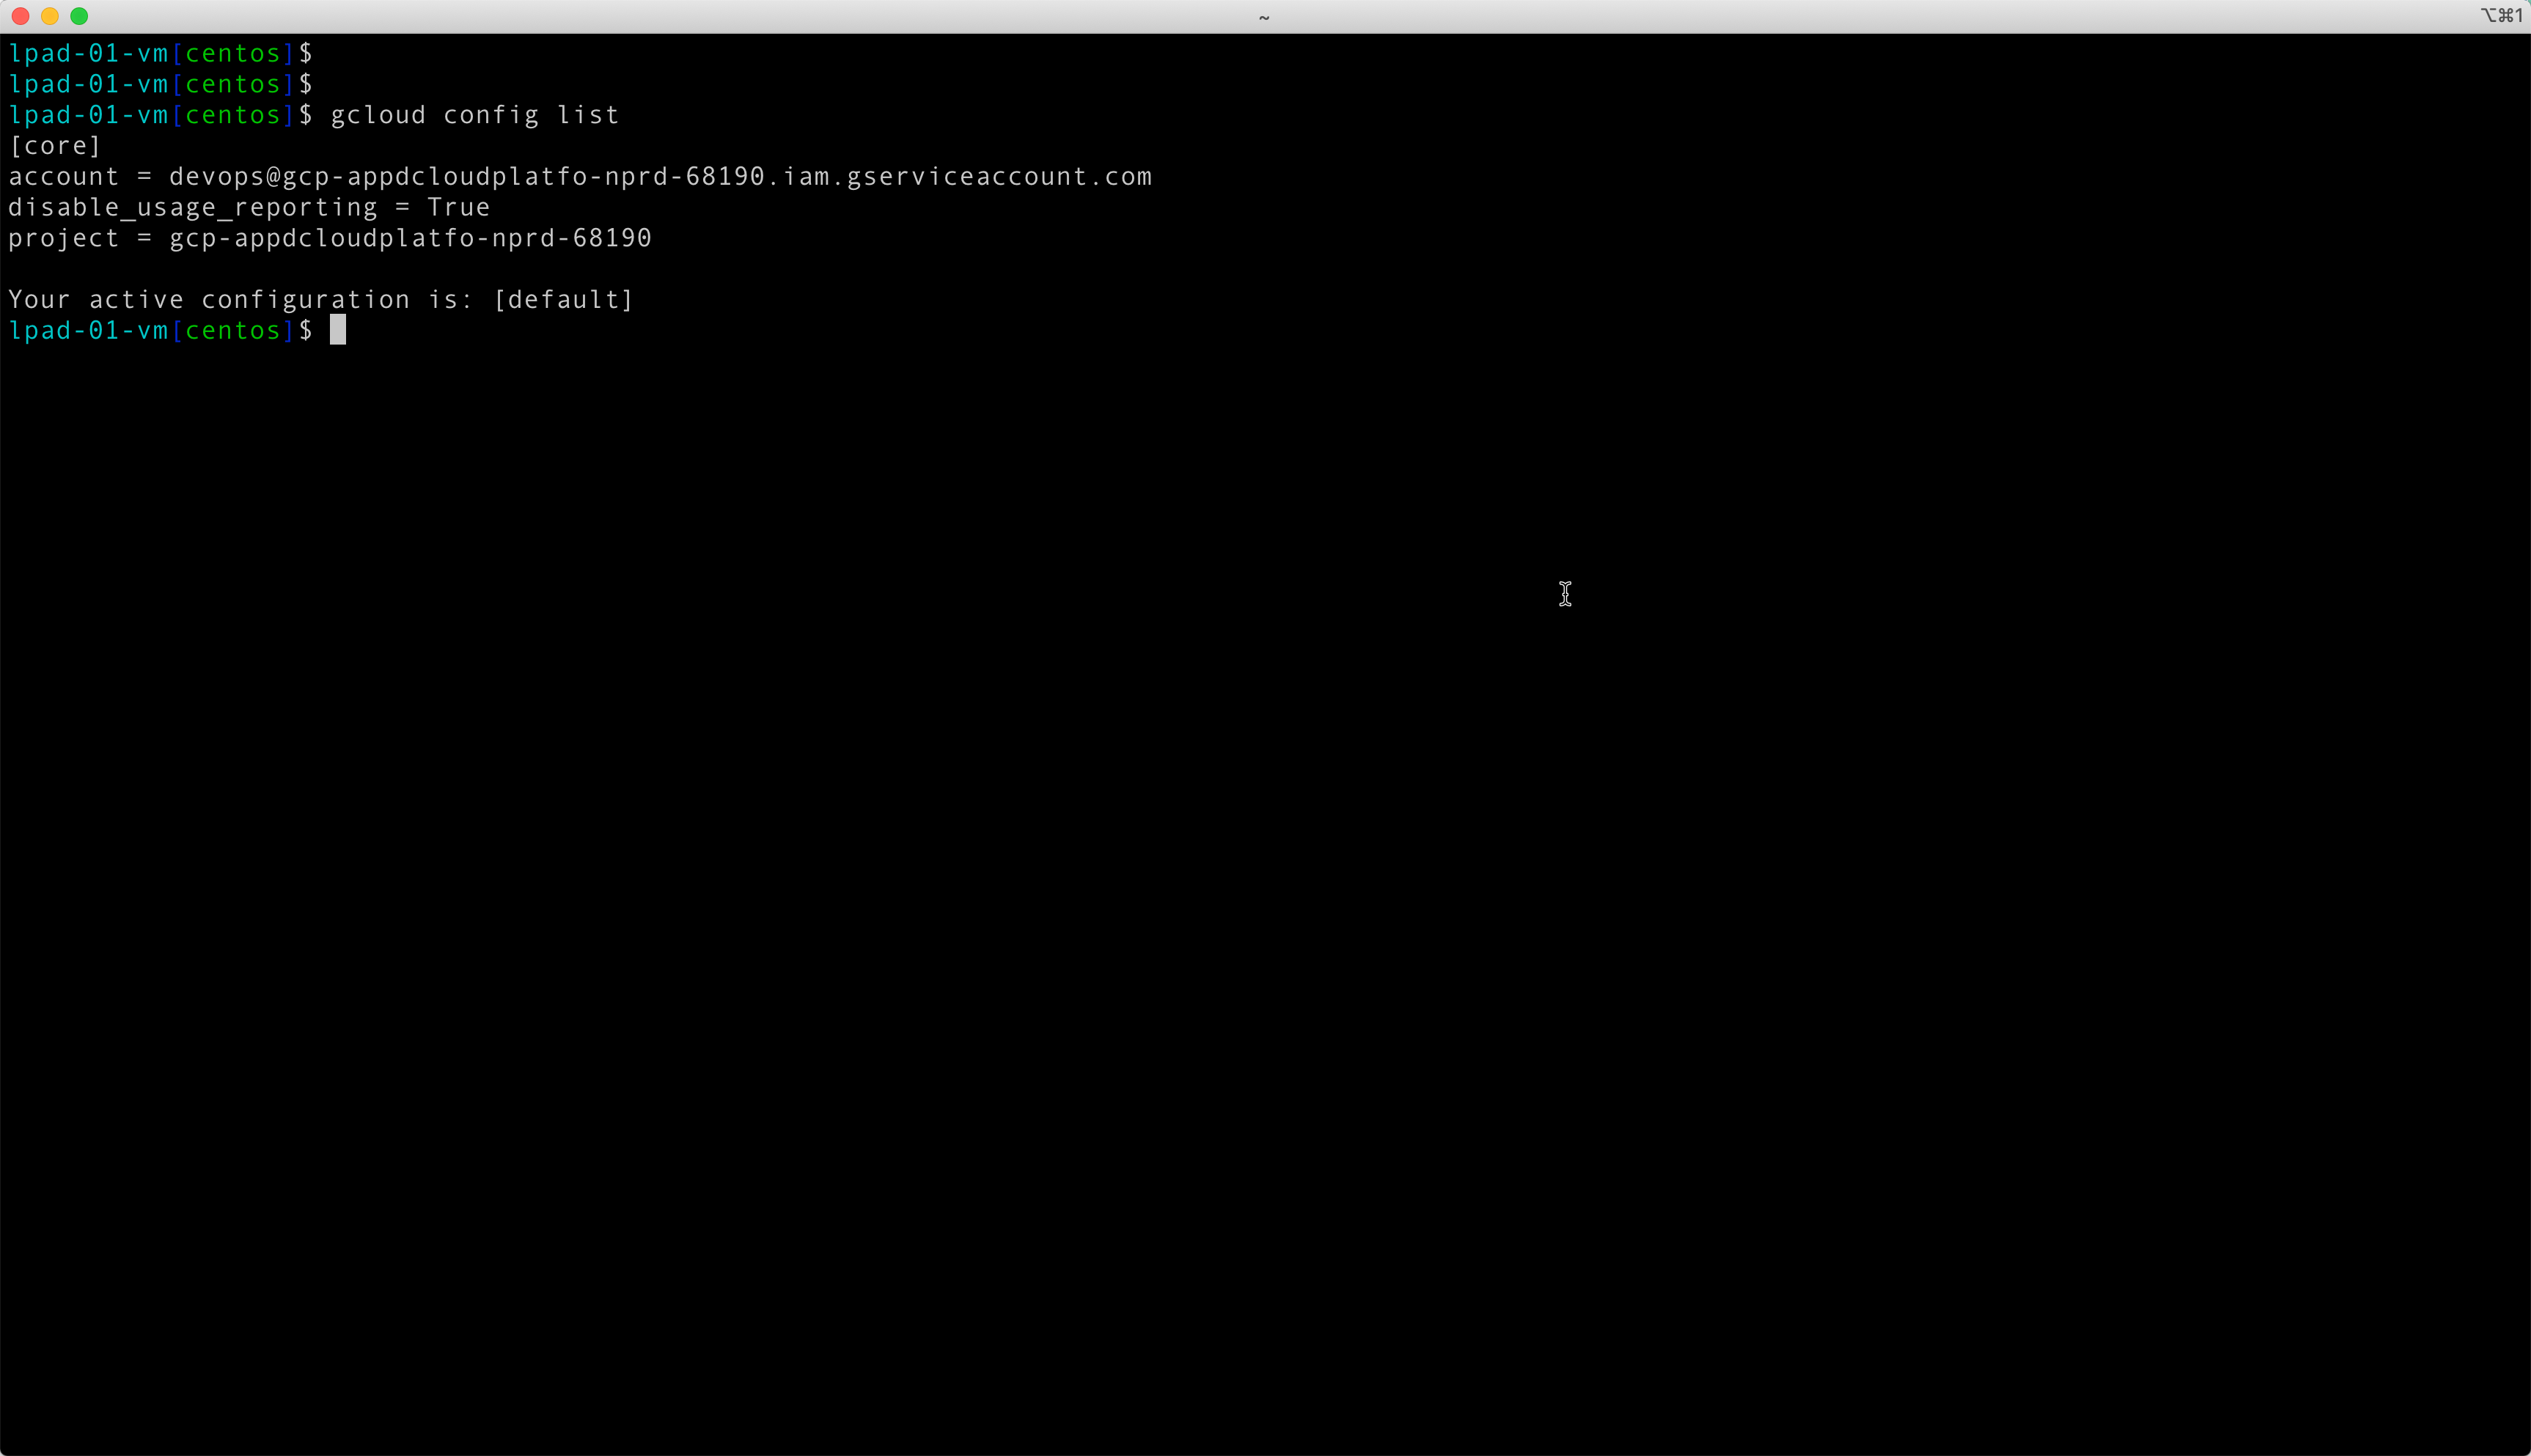 ~
⌥⌘1
lpad-01-vm[centos]$
lpad-01-vm[centos]$
lpad-01-vm[centos]$ gcloud config list
[core]
account = devops@gcp-appdcloudplatfo-nprd-68190.iam.gserviceaccount.com
disable_usage_reporting = True
project = gcp-appdcloudplatfo-nprd-68190
Your active configuration is: [default]
lpad-01-vm[centos]$